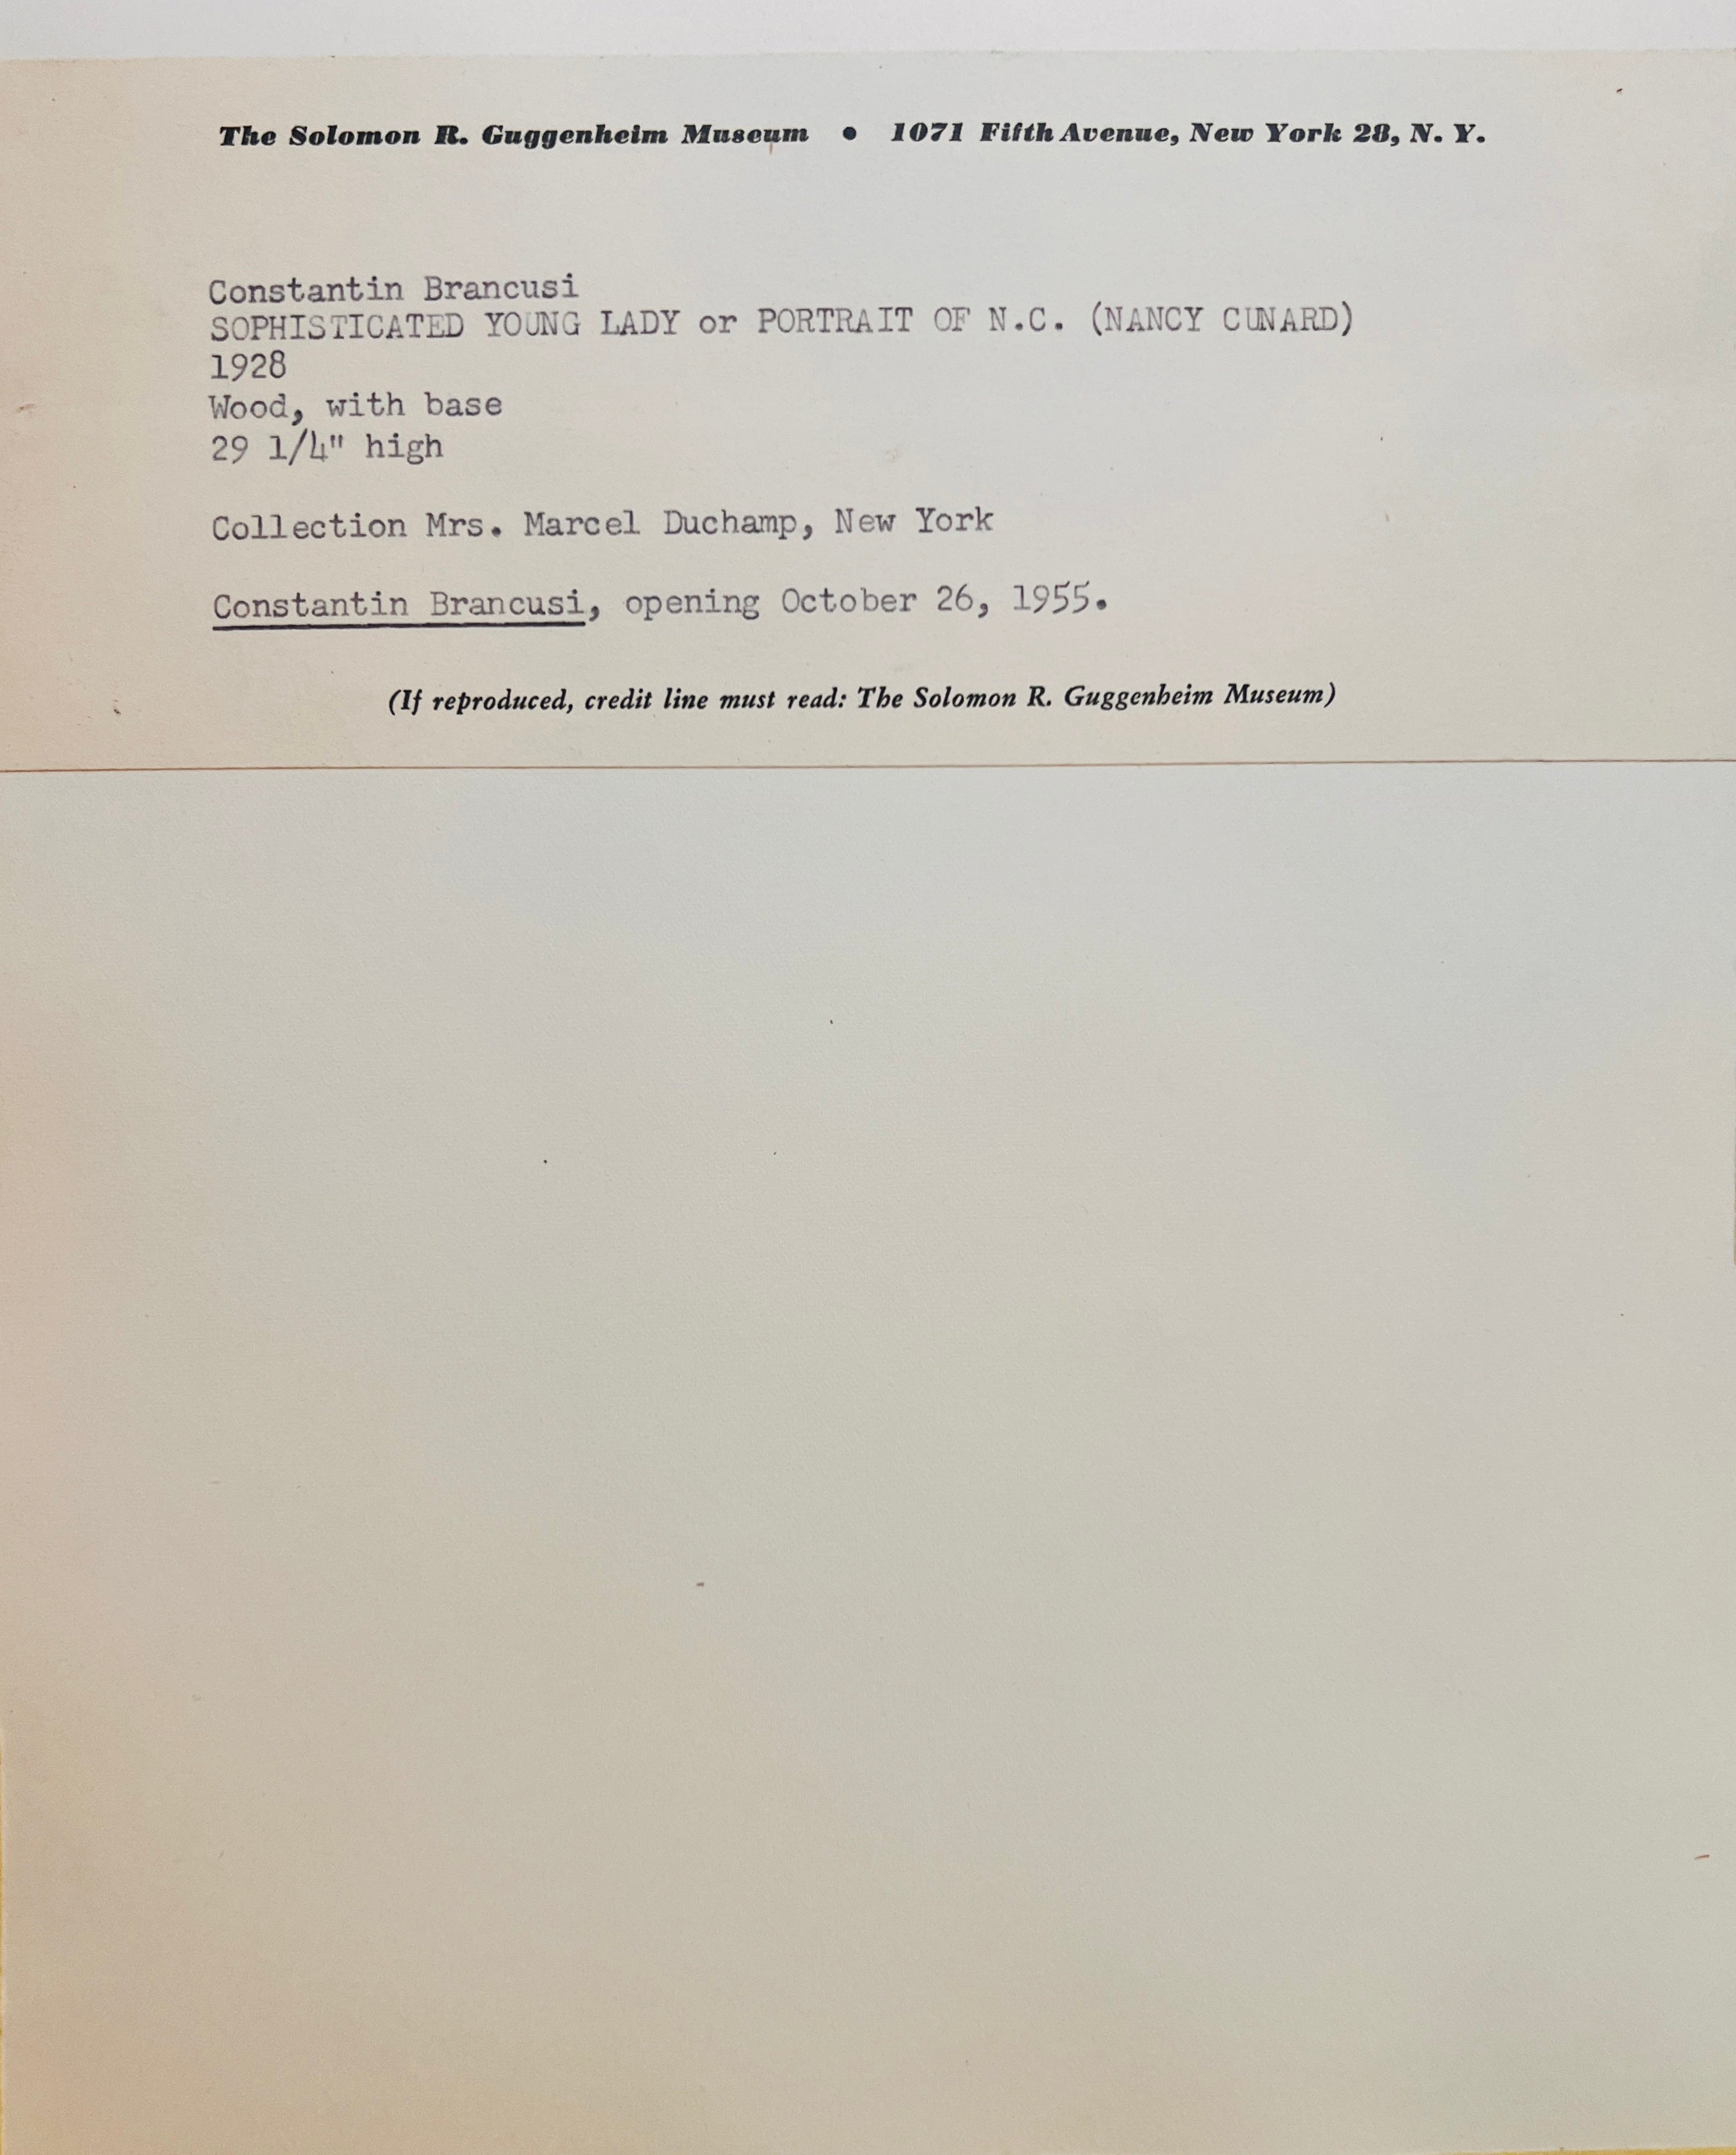 The Solomon R. Guggenheim Museum • 1071 Fifth Avenue, New York 28, N. Y.
Constantin Brancusi
SOPHISTICATED YOUNG LADY or PORTRAIT OF N.C. (NANCY CUNARD)
1928
Wood, with base
29 1/4" high
Collection Mrs. Marcel Duchamp, New York
Constantin Brancusi, opening October 26, 1955.
(If reproduced, credit line must read: The Solomon R. Guggenheim Museum)